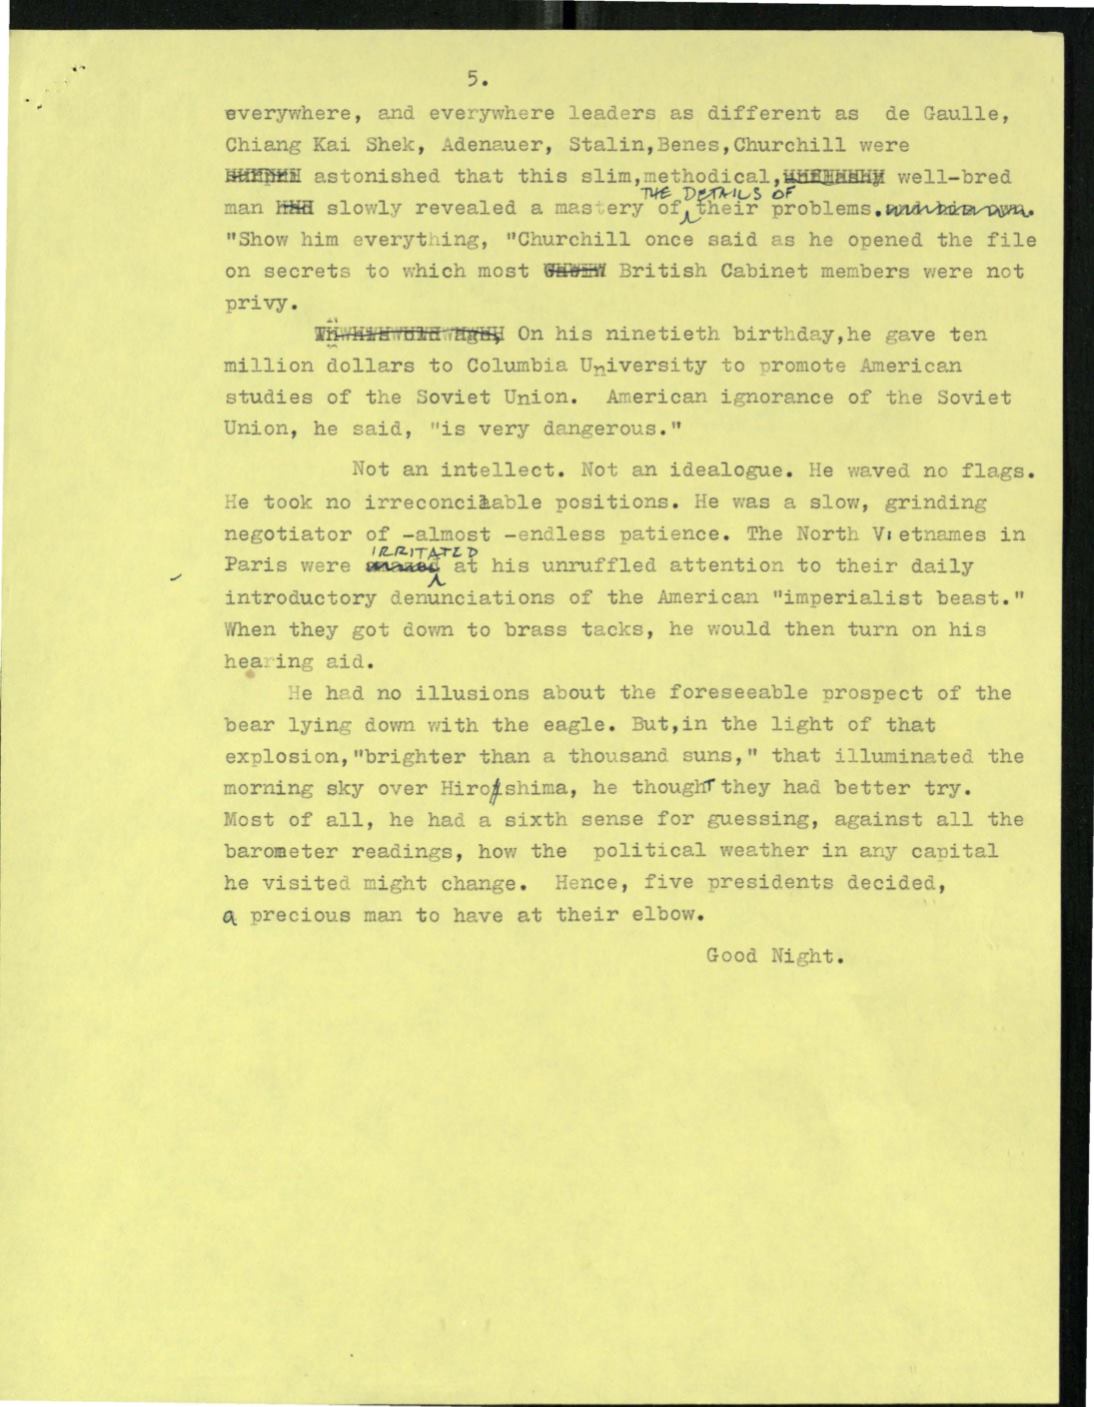 5.
everywhere, and everywhere leaders as different as  de Gaulle,
Chiang Kai Shek, Adenauer, Stalin,Benes,Churchill were
astonished that this slim,methodical, well-bred
THE DETAILS OF
man slowly revealed a mastery of their problems. and his own.
"Show him everything, "Churchill once said as he opened the file
on secrets to which most British Cabinet members were not
privy.
On his ninetieth birthday,he gave ten
million dollars to Columbia University to promote American
studies of the Soviet Union.  American ignorance of the Soviet
Union, he said, "is very dangerous."
Not an intellect. Not an idealogue. He waved no flags.
He took no irreconcilable positions. He was a slow, grinding
negotiator of -almost -endless patience. The North Vietnames in
IRRITATED
Paris were amazed at his unruffled attention to their daily
introductory denunciations of the American "imperialist beast."
When they got down to brass tacks, he would then turn on his
hearing aid.
He had no illusions about the foreseeable prospect of the
bear lying down with the eagle. But,in the light of that
explosion,"brighter than a thousand suns," that illuminated the
morning sky over Hiroshima, he thought they had better try.
Most of all, he had a sixth sense for guessing, against all the
barometer readings, how the  political weather in any capital
he visited might change.  Hence, five presidents decided,
a precious man to have at their elbow.
Good Night.